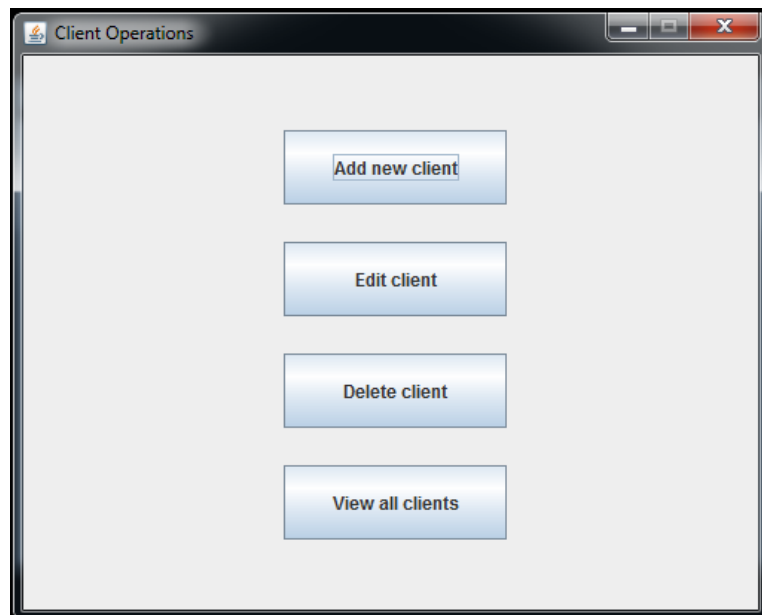 Client Operations
Add new client
Edit client
Delete client
View all clients